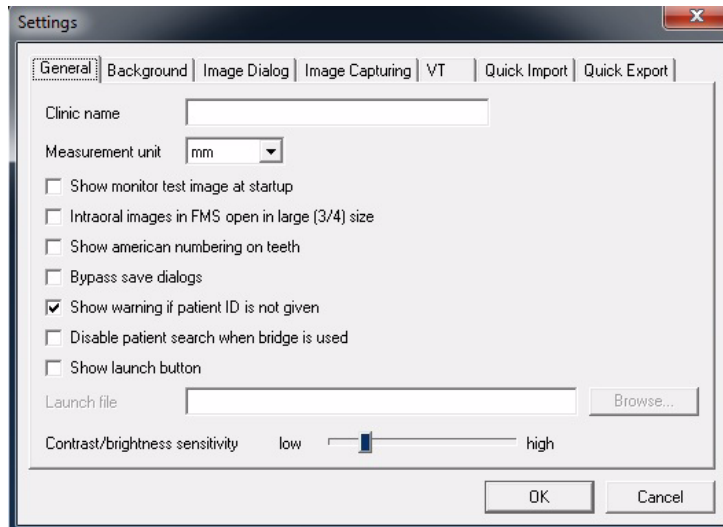 Settings
General Background Image Dialog Image Capturing VT Quick Import Quick Export
Clinic name
Measurement unit mm
Show monitor test image at startup
Intraoral images in FMS open in large (3/4) size
Show american numbering on teeth
Bypass save dialogs
Show warning if patient ID is not given
Disable patient search when bridge is used
Show launch button
Launch file Browse...
Contrast/brightness sensitivity low high
OK Cancel